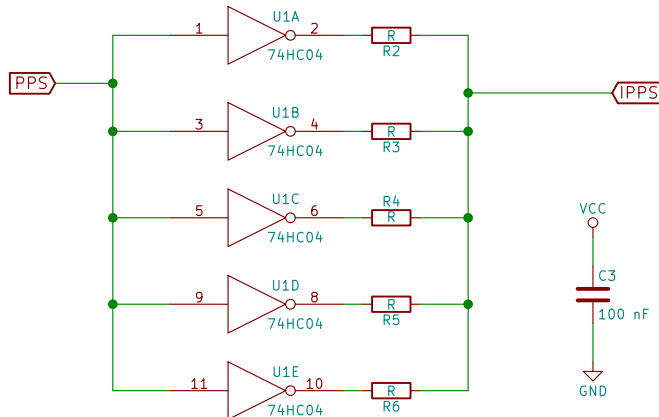 U1A
1
2
74HC04
R
R2
PPS
IPPS
U1B
3
4
74HC04
R
R3
U1C
5
6
74HC04
R4
R
VCC
C3
100 nF
GND
U1D
9
8
74HC04
R
R5
U1E
11
10
74HC04
R
R6